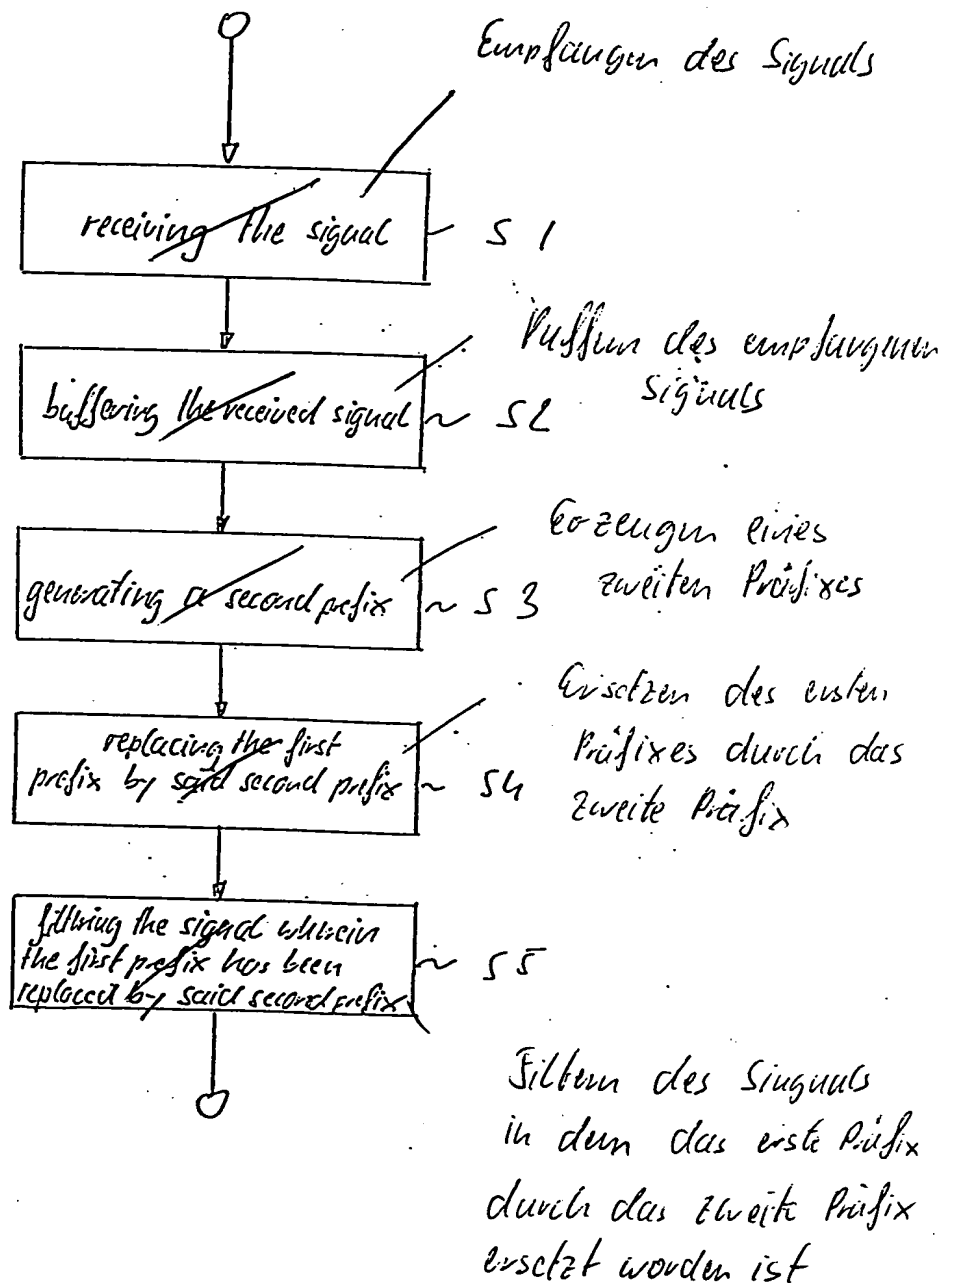 Empfangen des Signals
receiving the signal
S1
Puffern des empfangenen
Signals
buffering the received signal
S2
Erzeugen eines
zweiten Präfixes
generating a second prefix
S3
Ersetzen des ersten
Präfixes durch das
zweite Präfix
replacing the first
prefix by said second prefix
S4
filtering the signal wherein
the first prefix has been
replaced by said second prefix
S5
Filtern des Siugnals
in dem das erste Präfix
durch das zweite Präfix
ersetzt worden ist